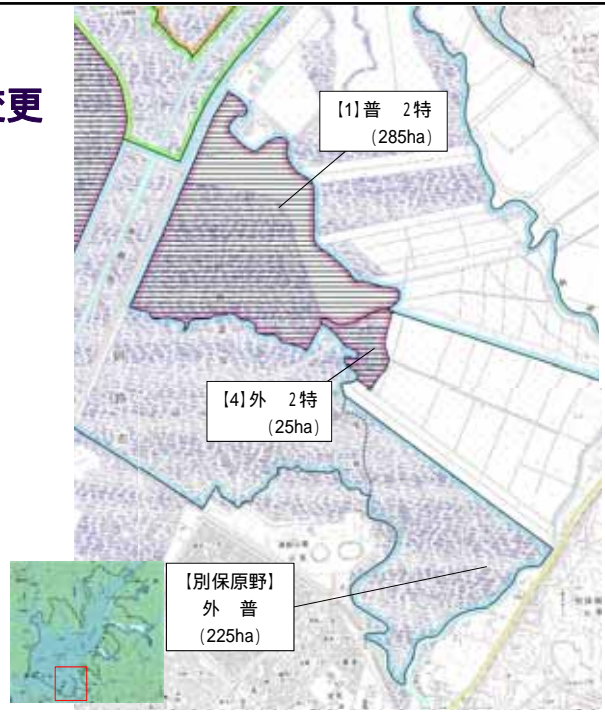 変更
【1】普 2特
(285ha)
【4】外 2特
(25ha)
【別保原野】
外 普
(225ha)